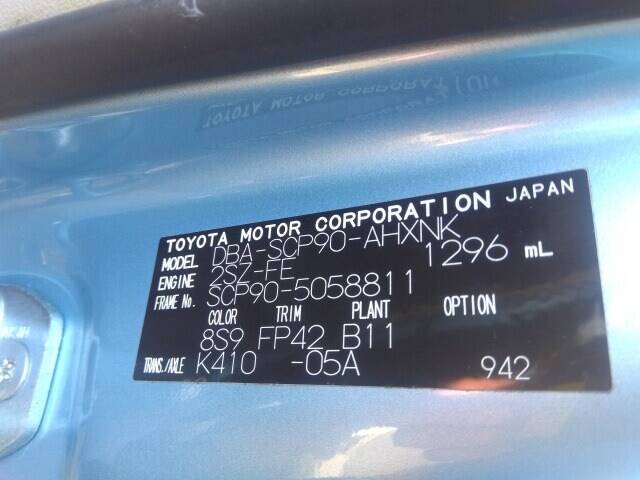 TOYOTA MOTOR CORPORATION JAPAN
MODEL DBA-SCP90-AHXNK
ENGINE 2SZ-FE 1296 mL
FRAME No. SCP90-5058811
COLOR TRIM PLANT OPTION
8S9 FP42 B11
TRANS./AXLE K410 -05A 942